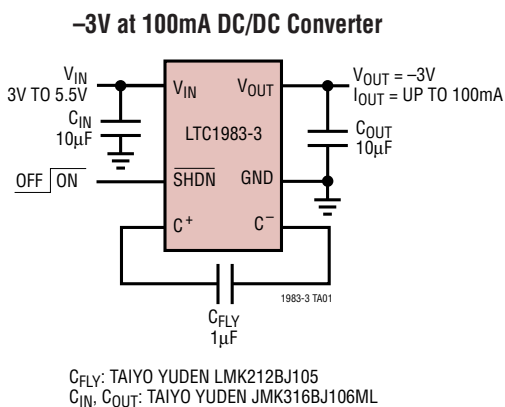 –3V at 100mA DC/DC Converter
VIN
3V TO 5.5V
CIN
10µF
OFF ON
VIN
VOUT
LTC1983-3
SHDN
GND
C+
C–
VOUT = –3V
IOUT = UP TO 100mA
COUT
10µF
1983-3 TA01
CFLY
1µF
CFLY: TAIYO YUDEN LMK212BJ105
CIN, COUT: TAIYO YUDEN JMK316BJ106ML